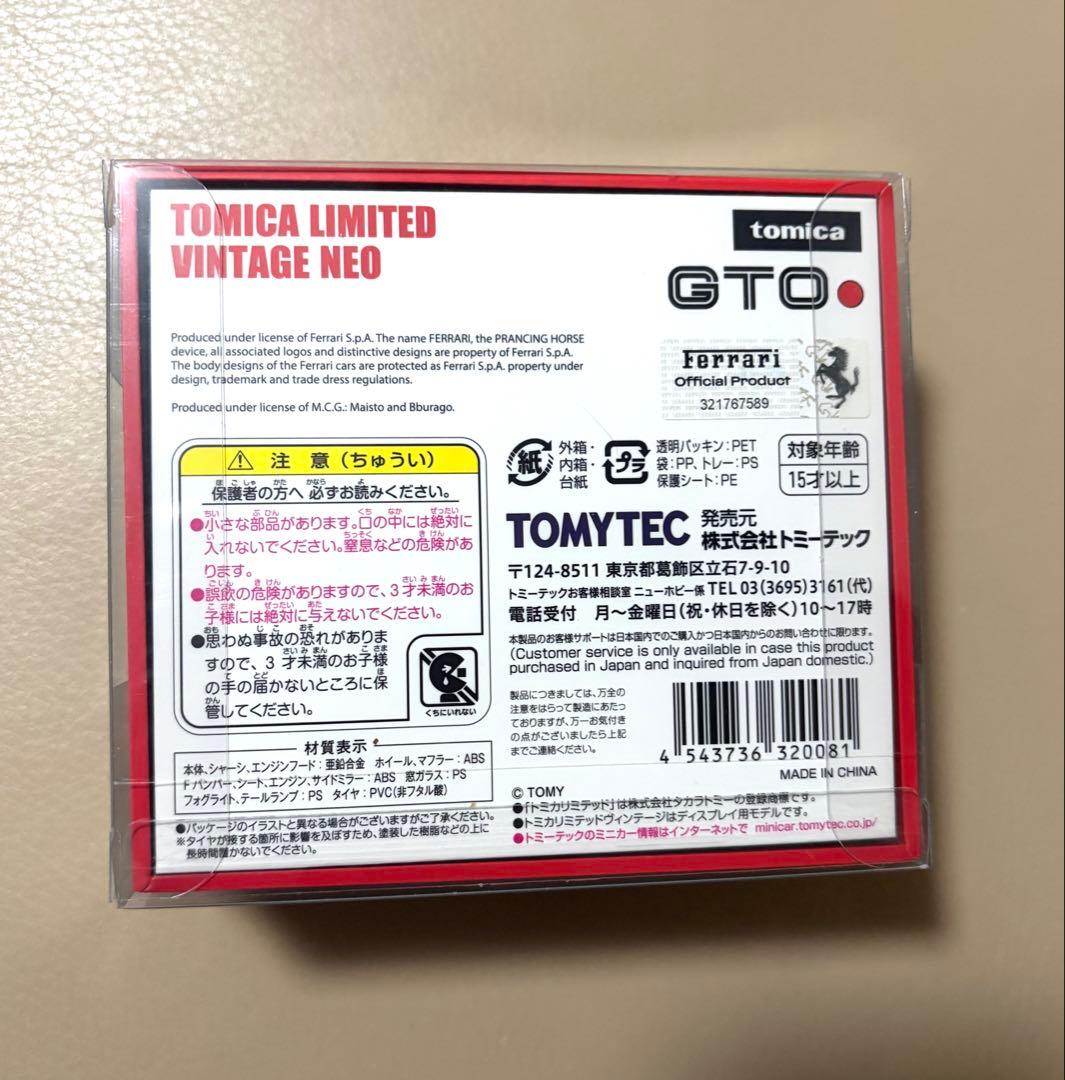 TOMICA LIMITED
VINTAGE NEO
tomica
GTO
Produced under license of Ferrari S.p.A. The name FERRARI, the PRANCING HORSE
device, all associated logos and distinctive designs are property of Ferrari S.p.A.
The body designs of the Ferrari cars are protected as Ferrari S.p.A. property under
design, trademark and trade dress regulations.
Produced under license of M.C.G.: Maisto and Bburago.
Ferrari
Official Product
321767589
注 意（ちゅうい）
保護者の方へ 必ずお読みください。
●小さな部品があります。口の中には絶対に
入れないでください。窒息などの危険があ
ります。
●誤飲の危険がありますので、3才未満のお
子様には絶対に与えないでください。
●思わぬ事故の恐れがありま
すので、3才未満のお子様
の手の届かないところに保
管してください。
くちにいれない
材質表示
本体、シャーシ、エンジンフード：亜鉛合金 ホイール、マフラー：ABS
Fバンパー、シート、エンジン、サイドミラー：ABS 窓ガラス：PS
フォグライト、テールランプ：PS タイヤ：PVC(非フタル酸)
●パッケージのイラストと異なる場合がございますがご了承ください。
※タイヤが接する箇所に影響を及ぼすため、塗装した樹脂などの上に
長時間置かないでください。
紙
外箱・
内箱・
台紙
プラ
透明パッキン：PET
袋：PP、トレー：PS
保護シート：PE
対象年齢
15才以上
TOMYTEC
発売元
株式会社トミーテック
〒124-8511 東京都葛飾区立石7-9-10
トミーテックお客様相談室 ニューホビー係 TEL 03(3695)3161(代)
電話受付 月〜金曜日(祝・休日を除く)10〜17時
本製品のお客様サポートは日本国内でのご購入かつ日本国内からのお問い合わせに限ります。
(Customer service is only available in case this product
purchased in Japan and inquired from Japan domestic.)
製品につきましては、万全の
注意をはらって製造にあたっ
ておりますが、万一お気付き
の点がございましたら上記
までご連絡ください。
4 543736 320081
MADE IN CHINA
© TOMY
●「トミカリミテッド」は株式会社タカラトミーの登録商標です。
●トミカリミテッドヴィンテージはディスプレイ用モデルです。
●トミーテックのミニカー情報はインターネットで minicar.tomytec.co.jp/